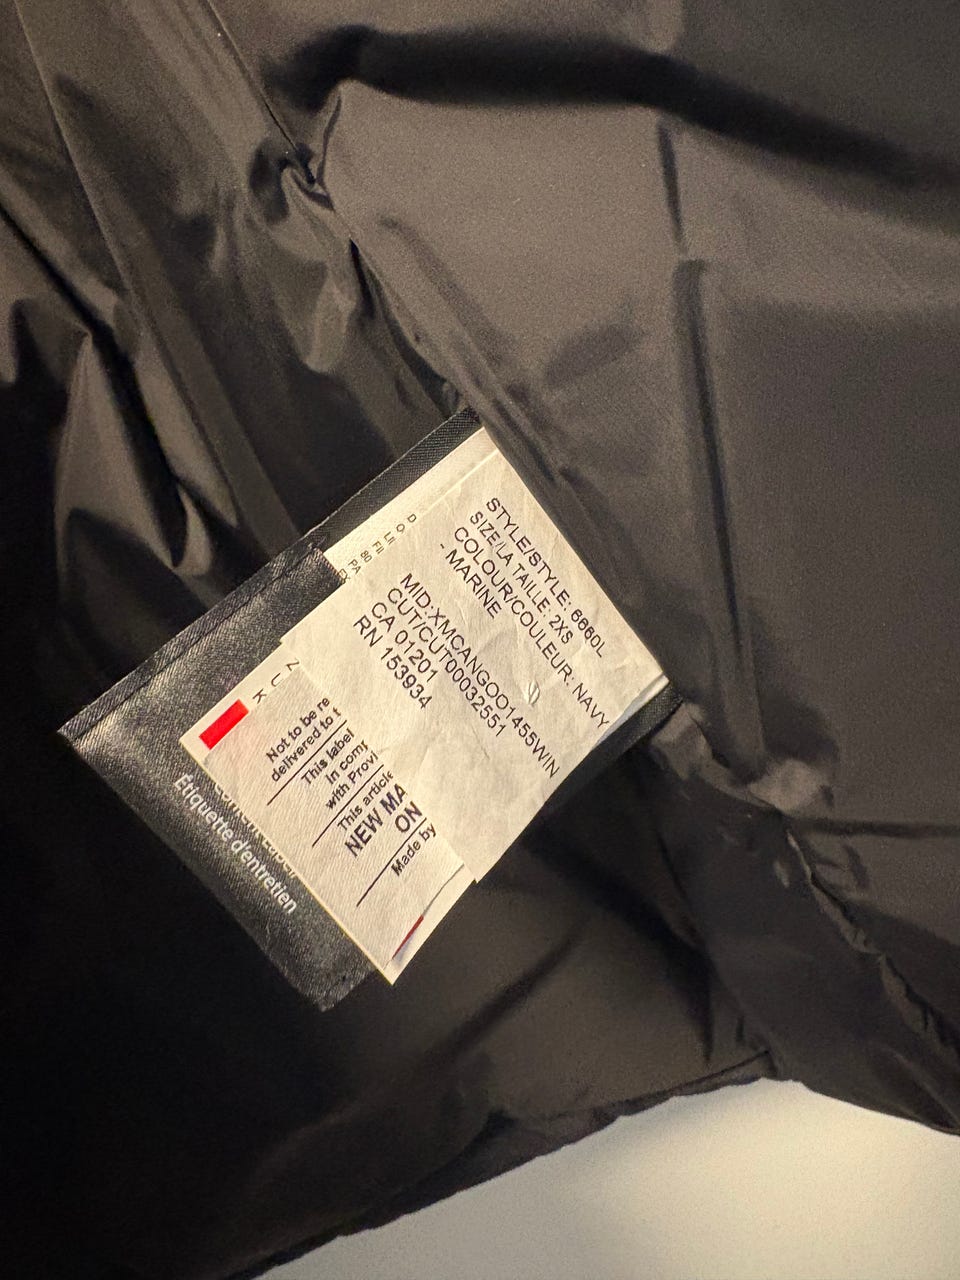 STYLE/STYLE: 6660L
SIZE/LA TAILLE: 2XS
COLOUR/COULEUR: NAVY
- MARINE
MID:XMCANGOO1455WIN
CUT/CUT00032551
CA 01201
RN 153934
Not to be re
delivered to t
This label
in com
with Provi
This article
NEW MA
ON
Made by
Étiquette d'entretien